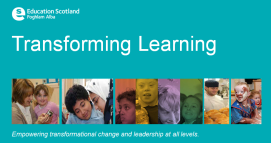 Education Scotland
Foghlam Alba
Transforming Learning
Empowering transformational change and leadership at all levels.